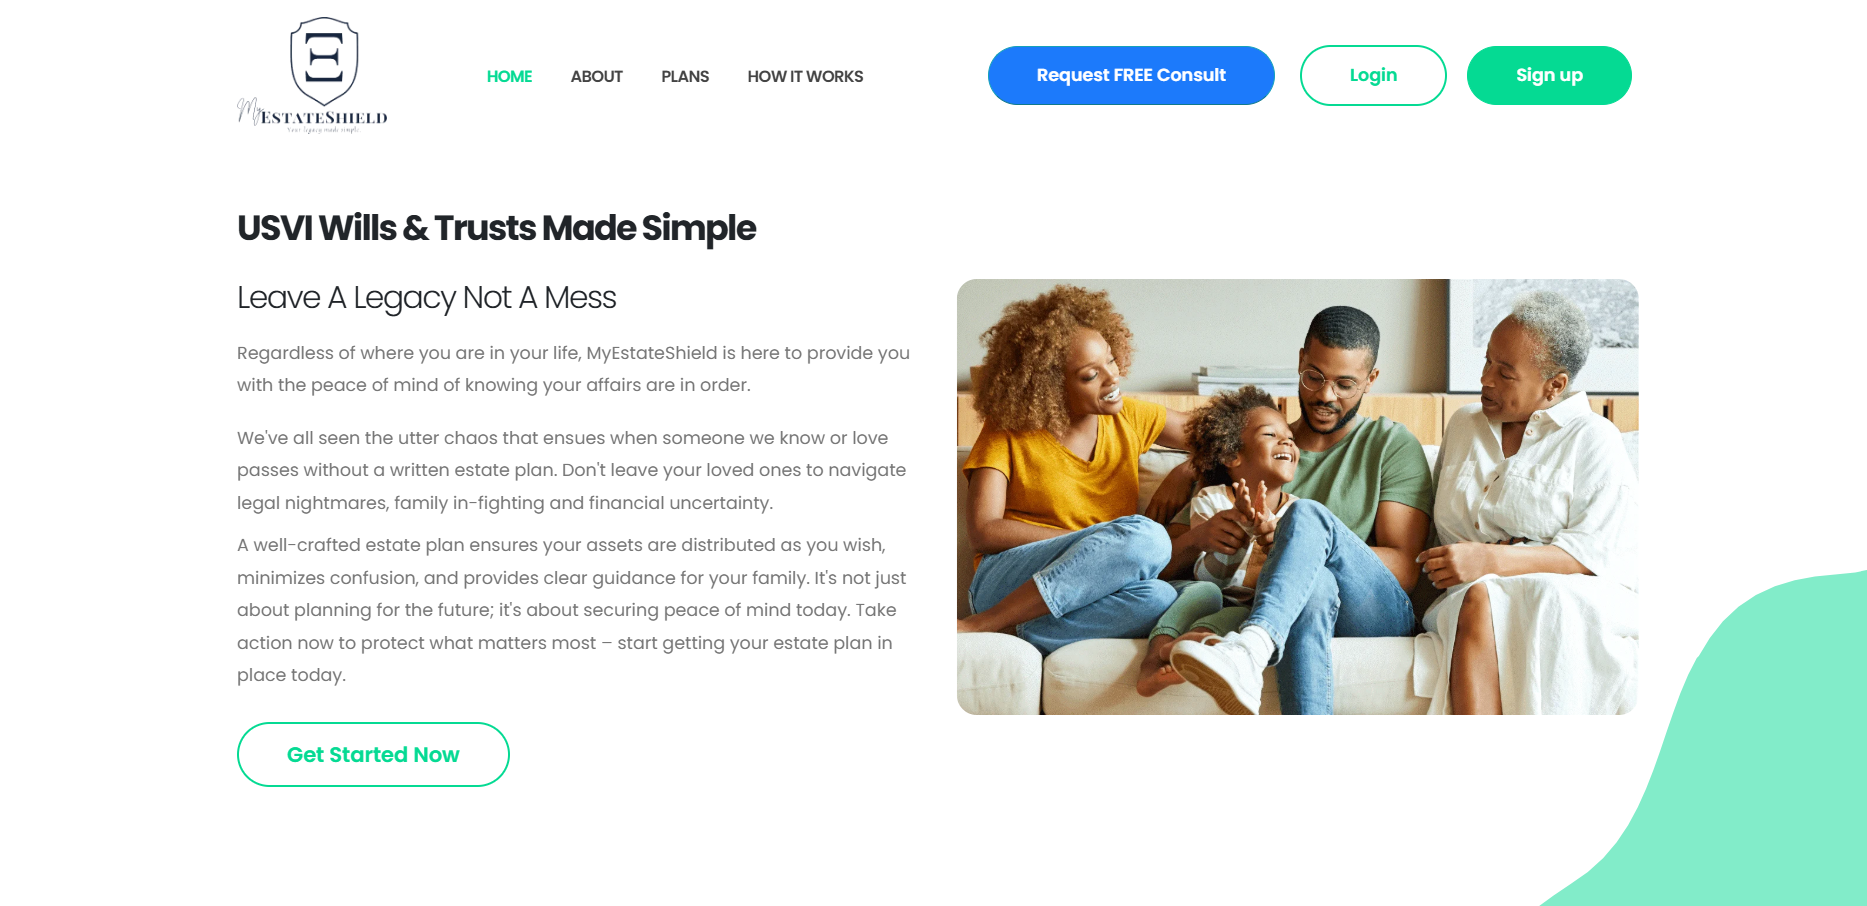 My ESTATESHIELD
Your legacy made simple.
HOME
ABOUT
PLANS
HOW IT WORKS
Request FREE Consult
Login
Sign up
USVI Wills & Trusts Made Simple
Leave A Legacy Not A Mess
Regardless of where you are in your life, MyEstateShield is here to provide you
with the peace of mind of knowing your affairs are in order.
We've all seen the utter chaos that ensues when someone we know or love
passes without a written estate plan. Don't leave your loved ones to navigate
legal nightmares, family in-fighting and financial uncertainty.
A well-crafted estate plan ensures your assets are distributed as you wish,
minimizes confusion, and provides clear guidance for your family. It's not just
about planning for the future; it's about securing peace of mind today. Take
action now to protect what matters most – start getting your estate plan in
place today.
Get Started Now